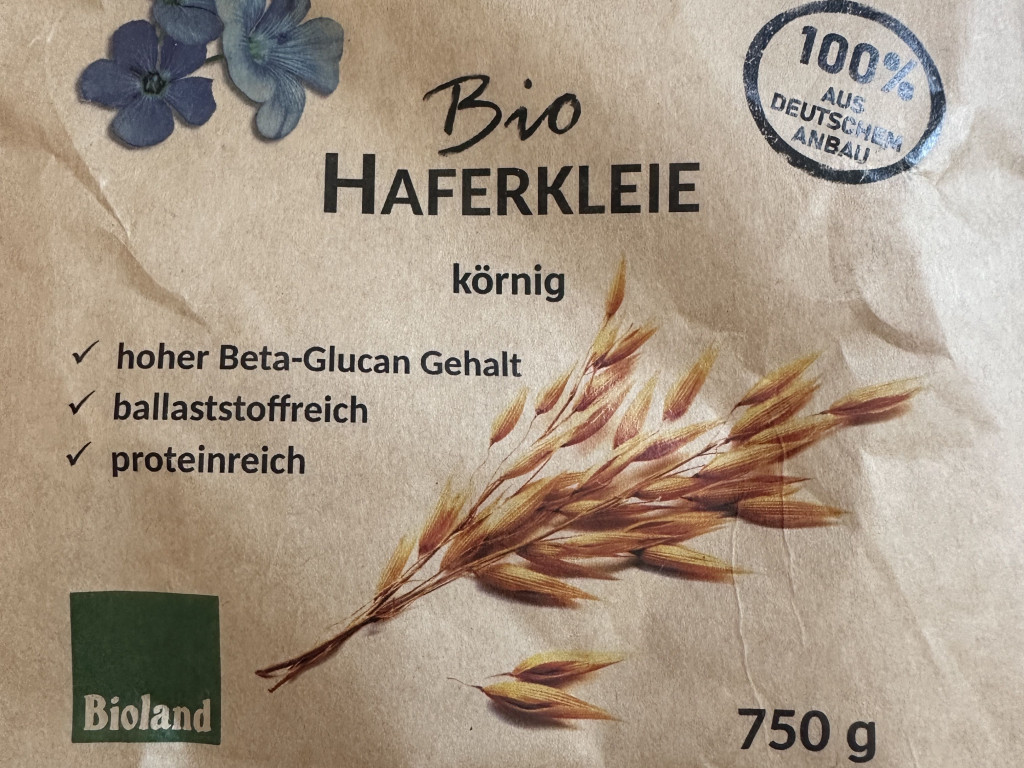 Bio
HAFERKLEIE
100%
AUS
DEUTSCHEM
ANBAU
körnig
✓ hoher Beta-Glucan Gehalt
✓ ballaststoffreich
✓ proteinreich
Bioland
750 g